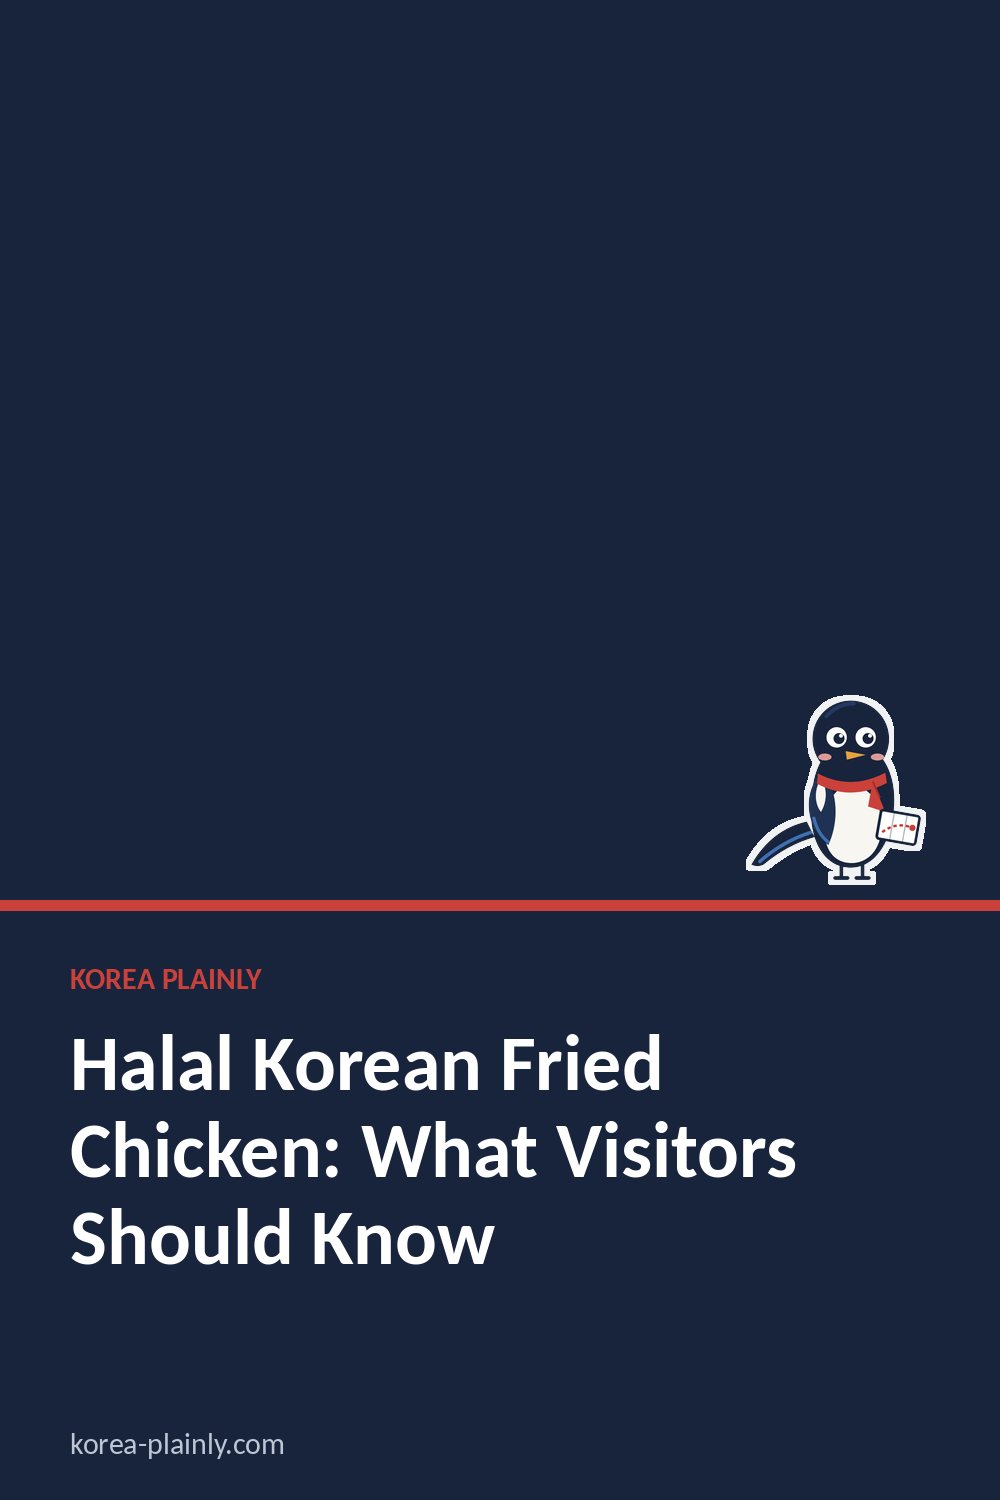 KOREA PLAINLY
Halal Korean Fried
Chicken: What Visitors
Should Know
korea-plainly.com